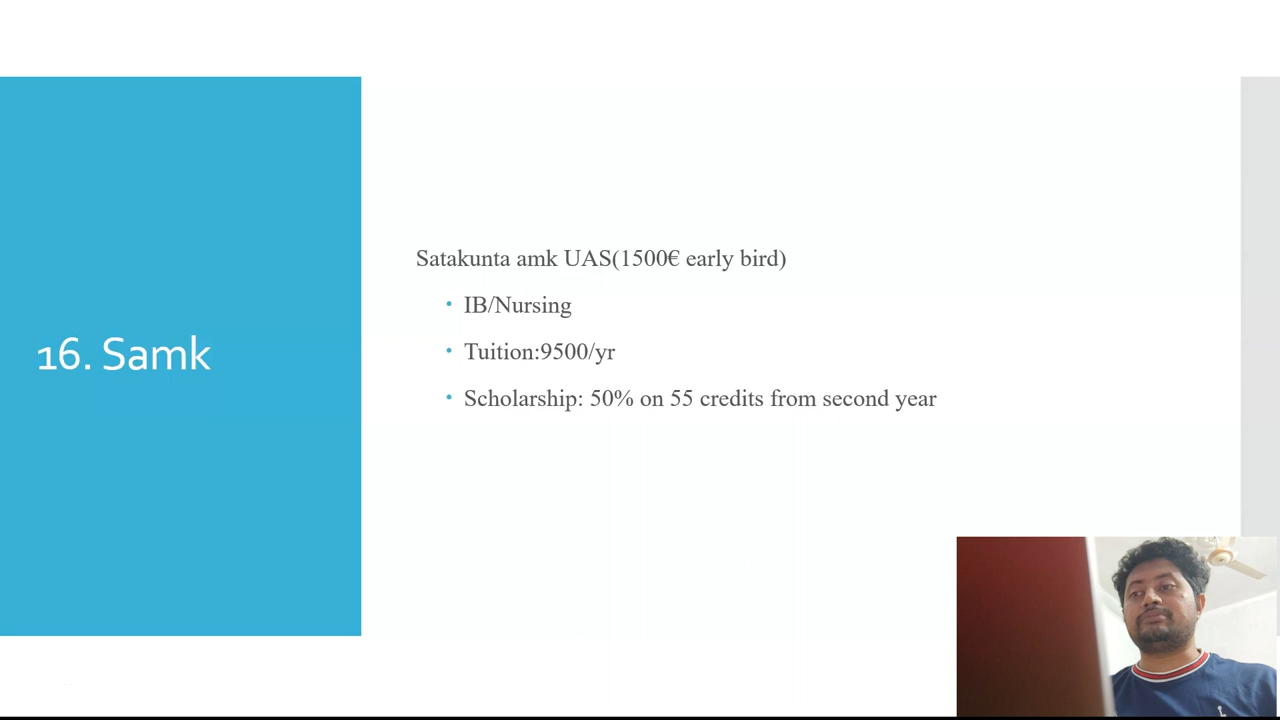 16. Samk
Satakunta amk UAS(1500€ early bird)
• IB/Nursing
• Tuition:9500/yr
• Scholarship: 50% on 55 credits from second year